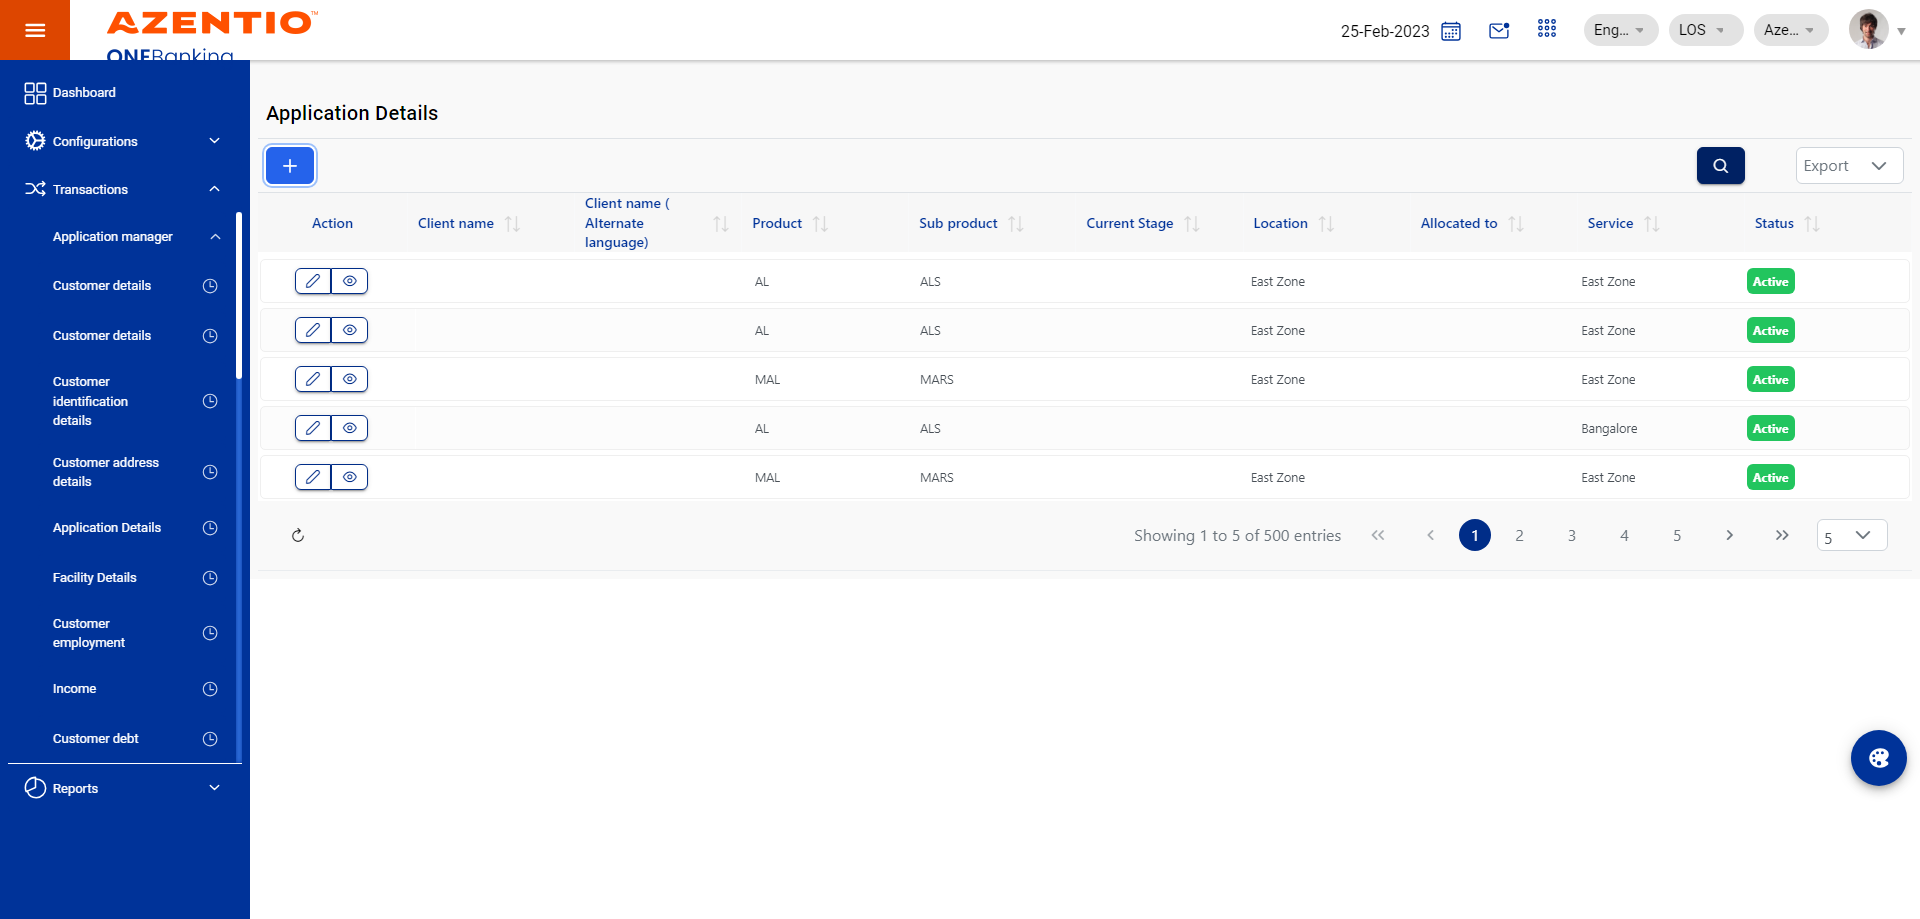 AZENTIO™
ONEBanking
25-Feb-2023
Eng...
LOS
Aze...
Dashboard
Configurations
Transactions
Application manager
Customer details
Customer details
Customer
identification
details
Customer address
details
Application Details
Facility Details
Customer
employment
Income
Customer debt
Reports
Application Details
+
Export
Action
Client name
Client name (
Alternate
language)
Product
Sub product
Current Stage
Location
Allocated to
Service
Status
AL ALS East Zone East Zone Active
AL ALS East Zone East Zone Active
MAL MARS East Zone East Zone Active
AL ALS Bangalore Active
MAL MARS East Zone East Zone Active
Showing 1 to 5 of 500 entries
« ‹ 1 2 3 4 5 › »
5